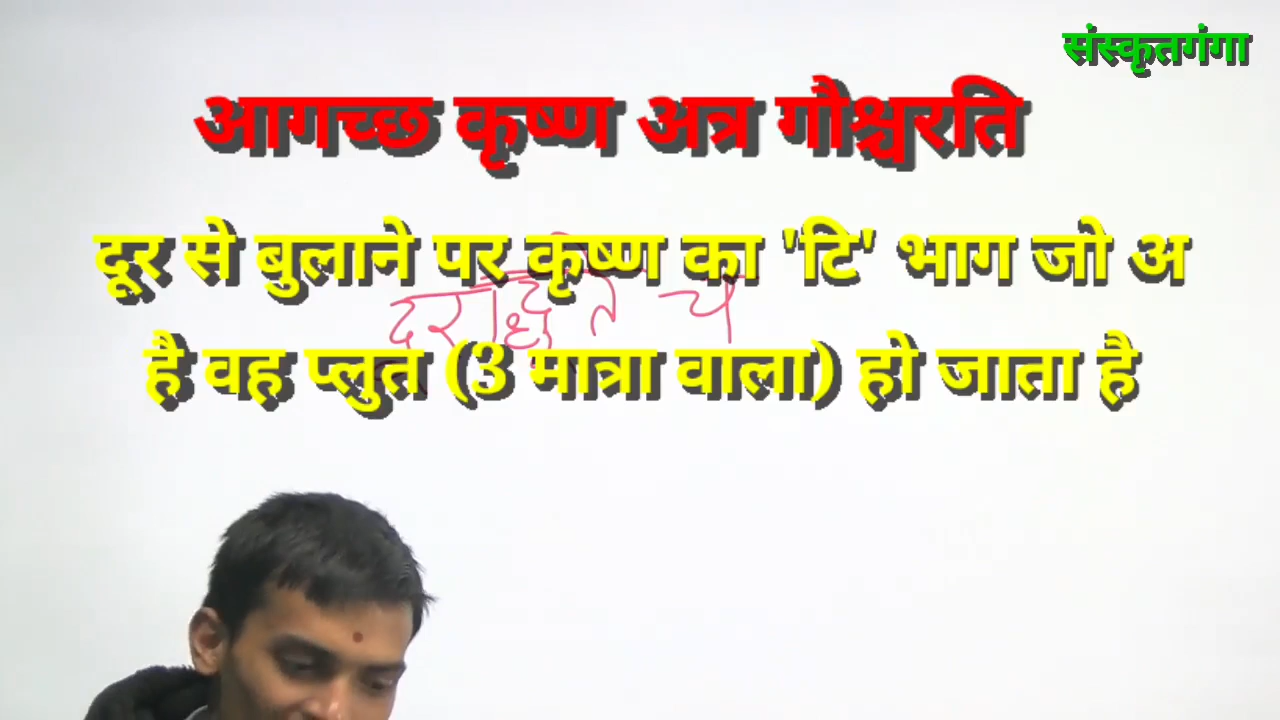 संस्कृतगंगा
आगच्छ कृष्ण अत्र गौश्चरति
दूर से बुलाने पर कृष्ण का 'टि' भाग जो अ
दूराद्धूते च
है वह प्लुत (3 मात्रा वाला) हो जाता है